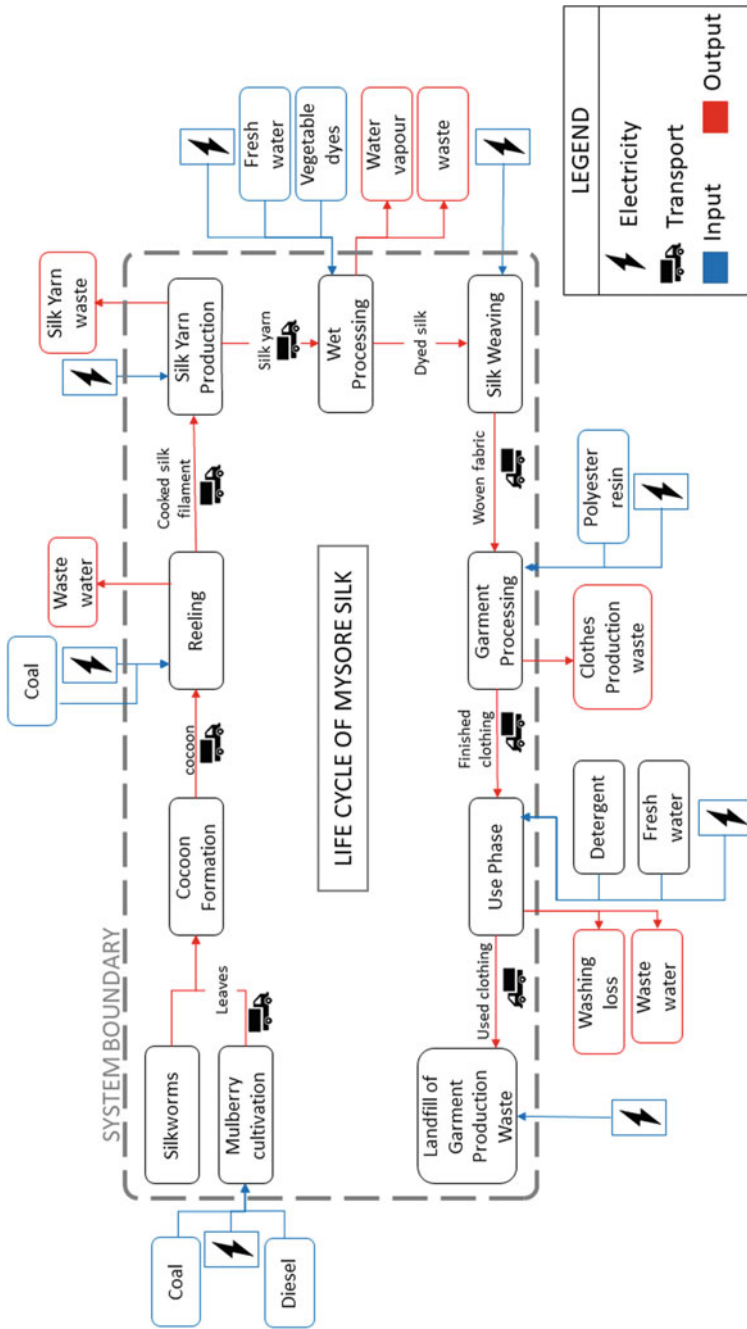 SYSTEM BOUNDARY
Coal
Diesel
Silkworms
Mulberry
cultivation
Leaves
Cocoon
Formation
cocoon
Coal
Reeling
Waste
water
Cooked silk
filament
Silk Yarn
Production
Silk Yarn
waste
Silk yarn
Wet
Processing
Fresh
water
Vegetable
dyes
Water
vapour
waste
Dyed silk
Silk Weaving
Woven fabric
Garment
Processing
Polyester
resin
Clothes
Production
waste
Finished
clothing
Use Phase
Detergent
Fresh
water
Washing
loss
Waste
water
Used clothing
Landfill of
Garment
Production
Waste
LIFE CYCLE OF MYSORE SILK
LEGEND
Electricity
Transport
Input
Output